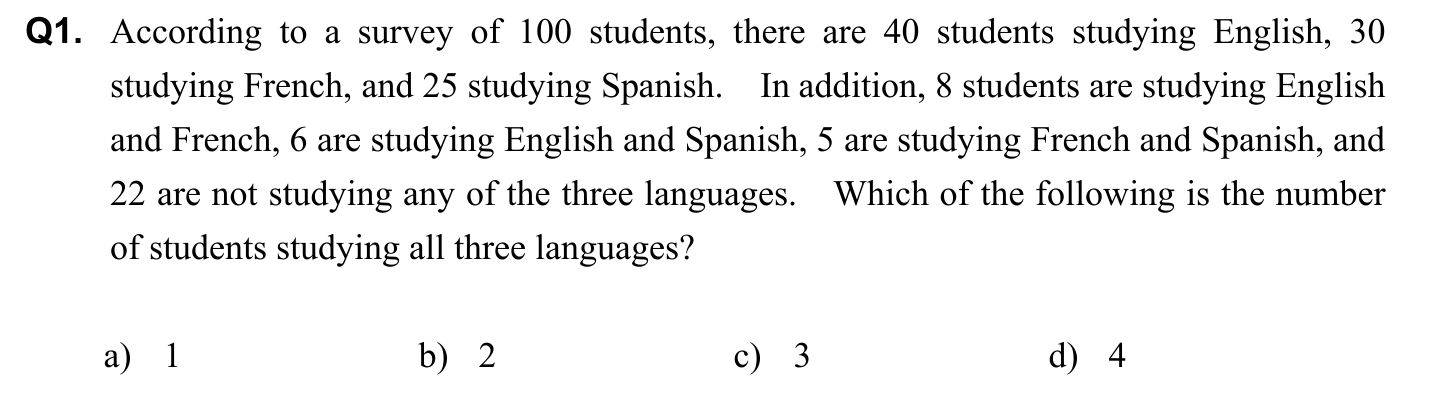 Q1. According to a survey of 100 students, there are 40 students studying English, 30
studying French, and 25 studying Spanish. In addition, 8 students are studying English
and French, 6 are studying English and Spanish, 5 are studying French and Spanish, and
22 are not studying any of the three languages. Which of the following is the number
of students studying all three languages?
a) 1 b) 2 c) 3 d) 4